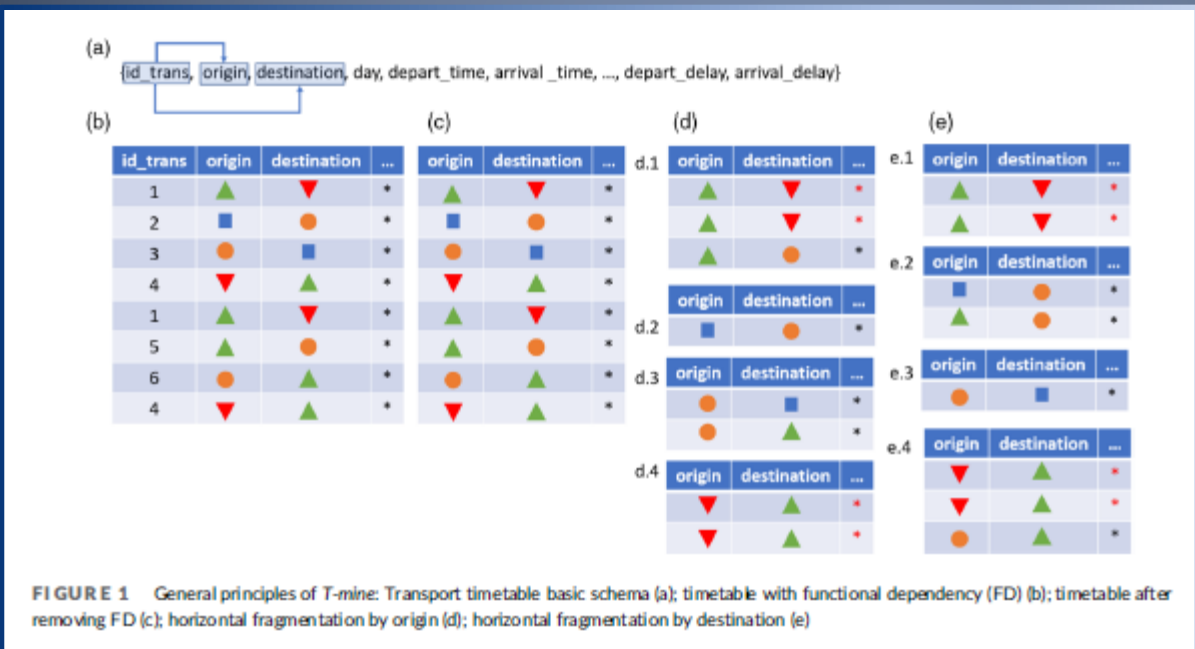 (a)
{id_trans, origin, destination, day, depart_time, arrival _time, ..., depart_delay, arrival_delay}
(b)
id_trans origin destination ...
1 *
2 *
3 *
4 *
1 *
5 *
6 *
4 *
(c)
origin destination ...
*
*
*
*
*
*
*
*
(d)
d.1
origin destination ...
*
*
*
d.2
origin destination ...
*
d.3
origin destination ...
*
*
d.4
origin destination ...
*
*
(e)
e.1
origin destination ...
*
*
e.2
origin destination ...
*
*
e.3
origin destination ...
*
e.4
origin destination ...
*
*
*
FIGURE 1 General principles of T-mine: Transport timetable basic schema (a); timetable with functional dependency (FD) (b); timetable after
removing FD (c); horizontal fragmentation by origin (d); horizontal fragmentation by destination (e)